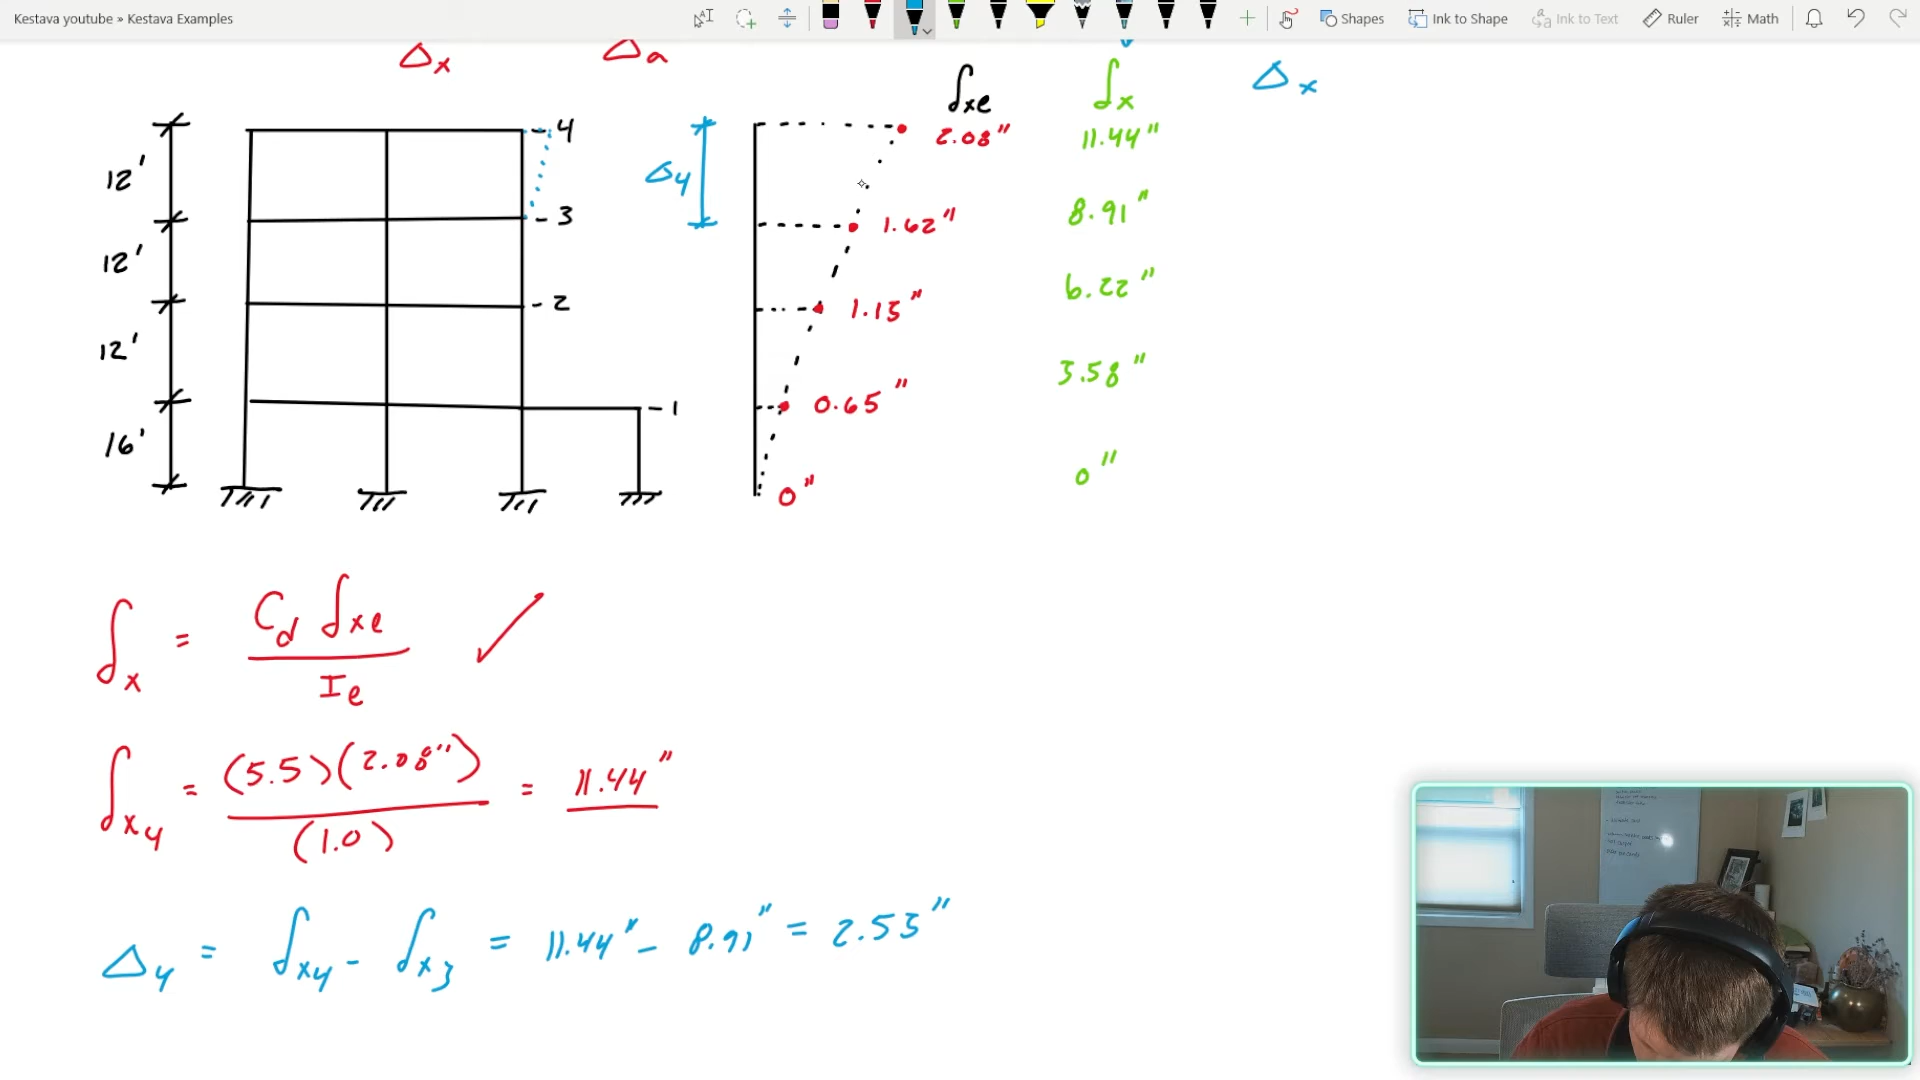 Kestava youtube » Kestava Examples
Shapes
Ink to Shape
Ink to Text
Ruler
Math
Δx Δa
δxe δx Δx
12' 4 Δ4 2.08" 11.44"
3 1.62" 8.91"
12'
2 1.13" 6.22"
12'
1 0.65" 3.58"
16'
0" 0"
δx = Cd δxe / Ie
δx4 = (5.5)(2.08") / (1.0) = 11.44"
Δ4 = δx4 - δx3 = 11.44" - 8.91" = 2.53"